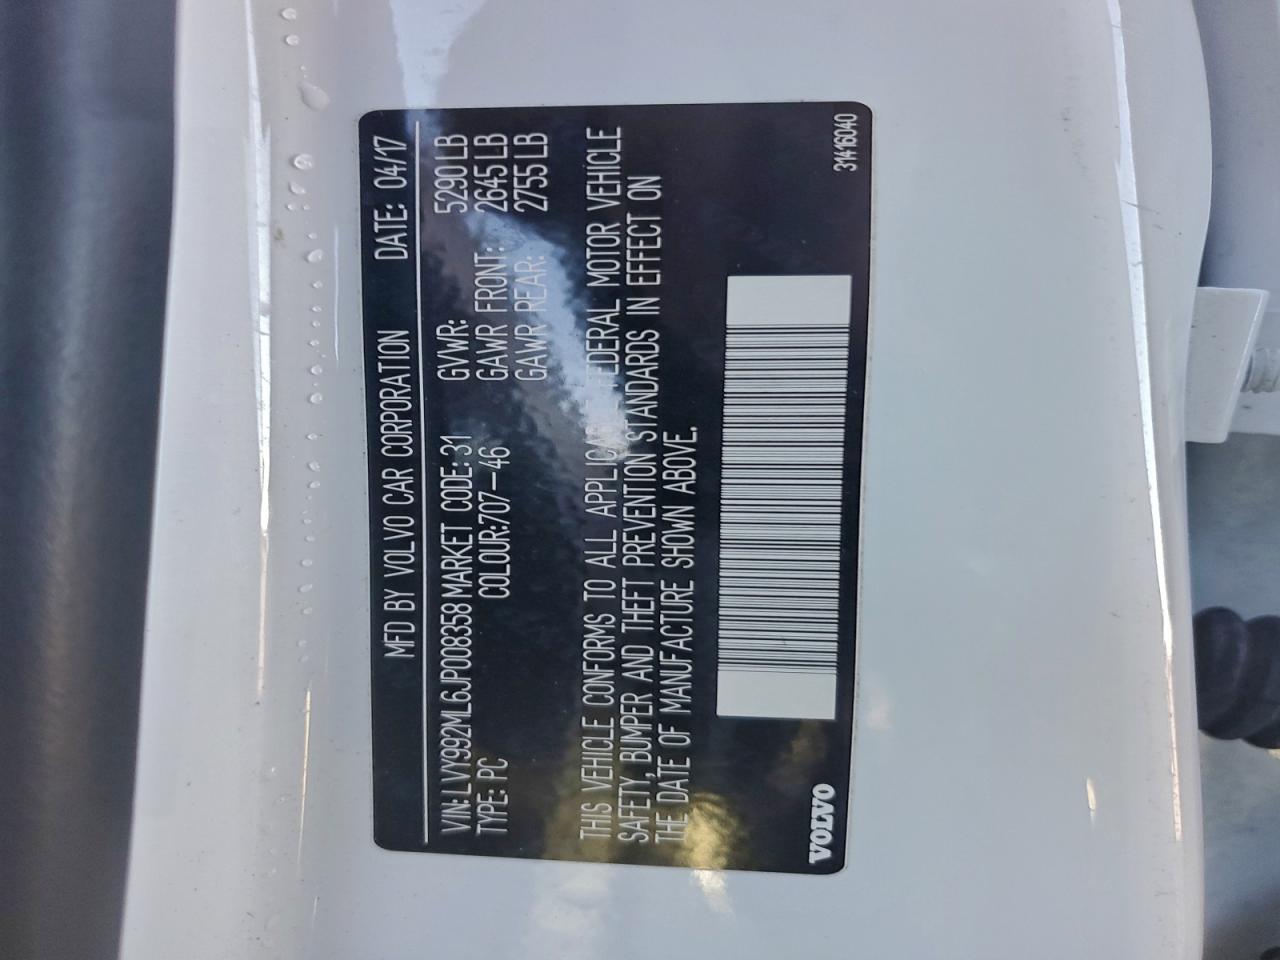 MFD BY VOLVO CAR CORPORATION DATE: 04/17
VIN: LVY992ML6JP008358 MARKET CODE: 31 GVWR: 5290 LB
TYPE: PC COLOUR:707-46 GAWR FRONT: 2645 LB
GAWR REAR: 2755 LB
THIS VEHICLE CONFORMS TO ALL APPLICABLE FEDERAL MOTOR VEHICLE
SAFETY, BUMPER AND THEFT PREVENTION STANDARDS IN EFFECT ON
THE DATE OF MANUFACTURE SHOWN ABOVE.
VOLVO 31416040